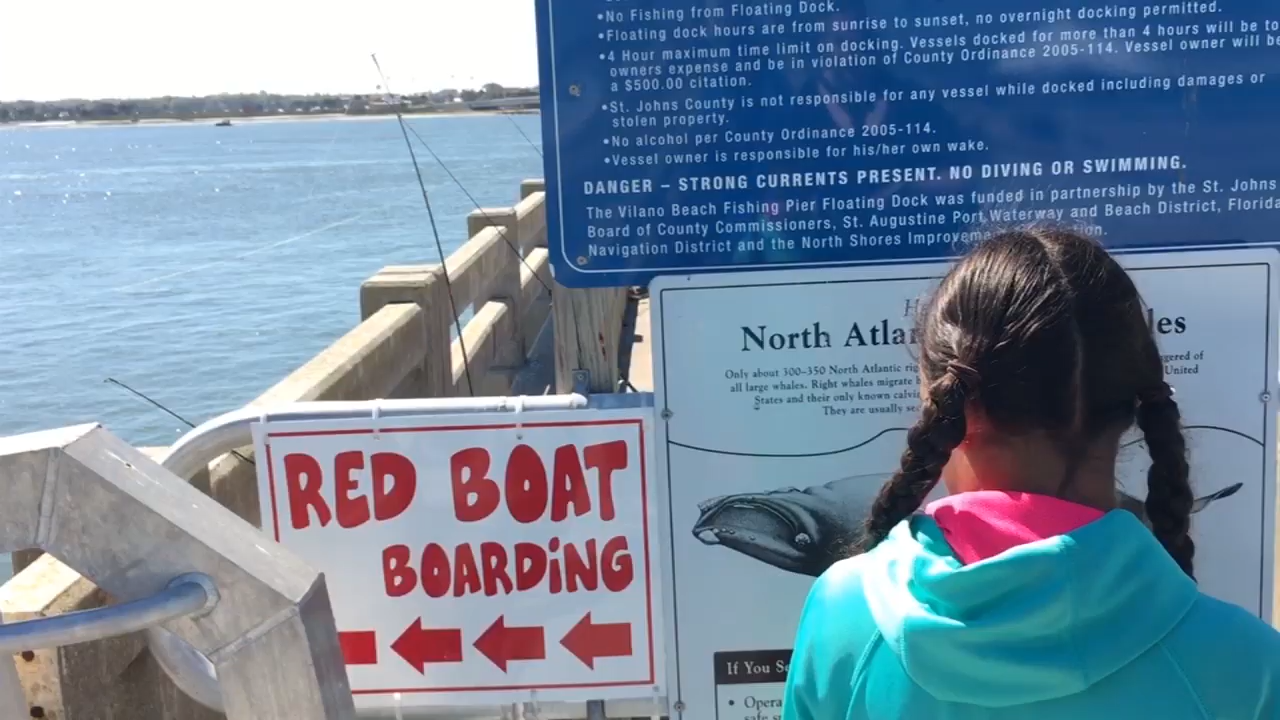 •No Fishing from Floating Dock.
•Floating dock hours are from sunrise to sunset, no overnight docking permitted.
•4 Hour maximum time limit on docking. Vessels docked for more than 4 hours will be to
owners expense and be in violation of County Ordinance 2005-114. Vessel owner will be
a $500.00 citation.
•St. Johns County is not responsible for any vessel while docked including damages or
stolen property.
•No alcohol per County Ordinance 2005-114.
•Vessel owner is responsible for his/her own wake.
DANGER – STRONG CURRENTS PRESENT. NO DIVING OR SWIMMING.
The Vilano Beach Fishing Pier Floating Dock was funded in partnership by the St. Johns
Board of County Commissioners, St. Augustine Port Waterway and Beach District, Florida
Navigation District and the North Shores
North
Only about 300-350 North Atlantic
of
all large whales. Right whales migrate
United
States and their only known
They are usually
RED BOAT
BOARDiNG
If You
•